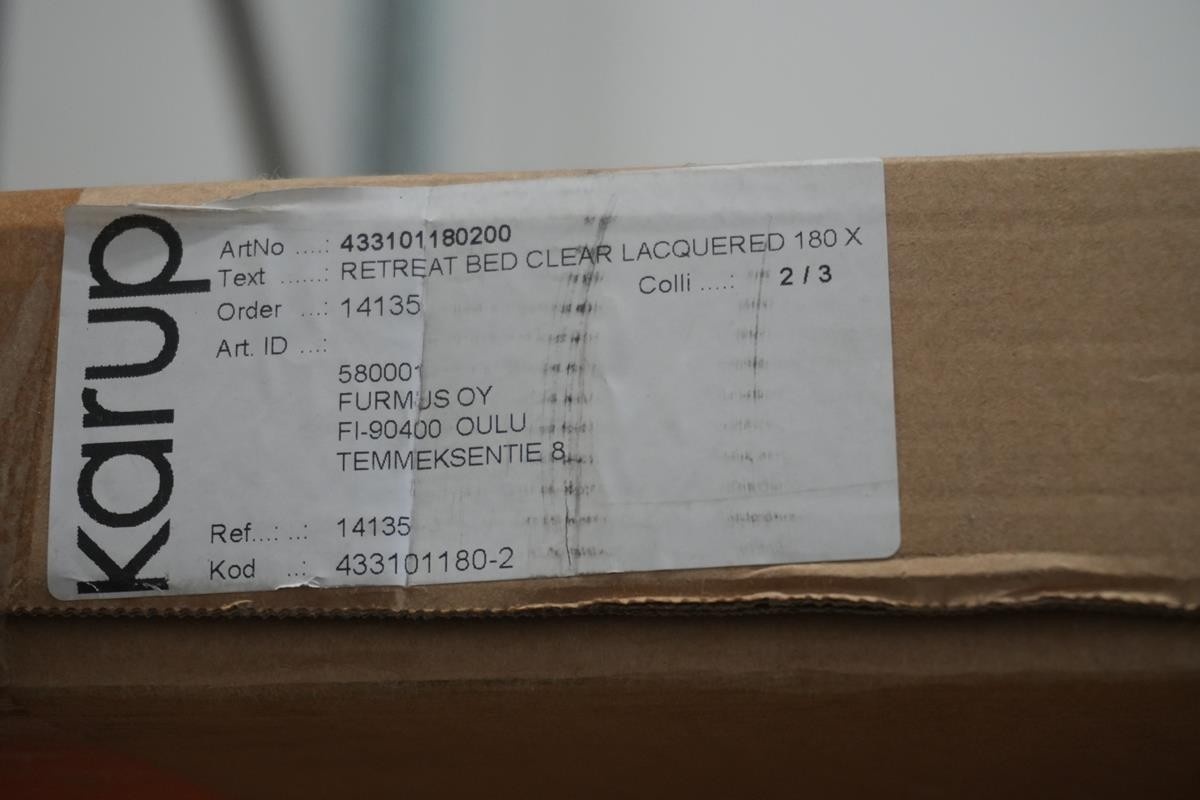 karup
ArtNo ....: 433101180200
Text .......: RETREAT BED CLEAR LACQUERED 180 X
Colli .....: 2 / 3
Order ...: 14135
Art. ID ...:
580001
FURMUS OY
FI-90400 OULU
TEMMEKSENTIE 8
Ref...: ..: 14135
Kod ..: 433101180-2